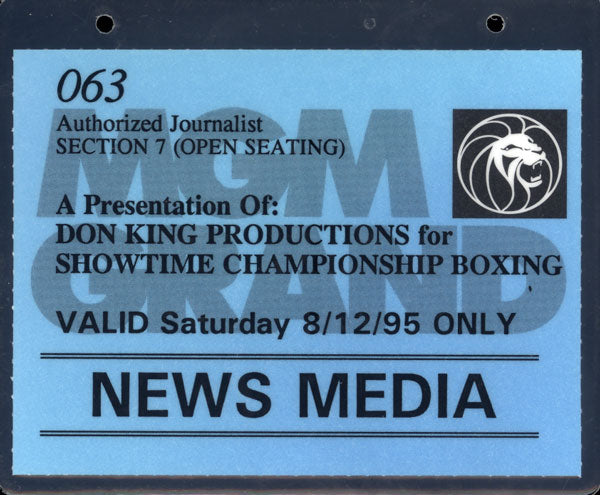 063
Authorized Journalist
SECTION 7 (OPEN SEATING)
MGM
A Presentation Of:
DON KING PRODUCTIONS for
SHOWTIME CHAMPIONSHIP BOXING
GRAND
VALID Saturday 8/12/95 ONLY
NEWS MEDIA